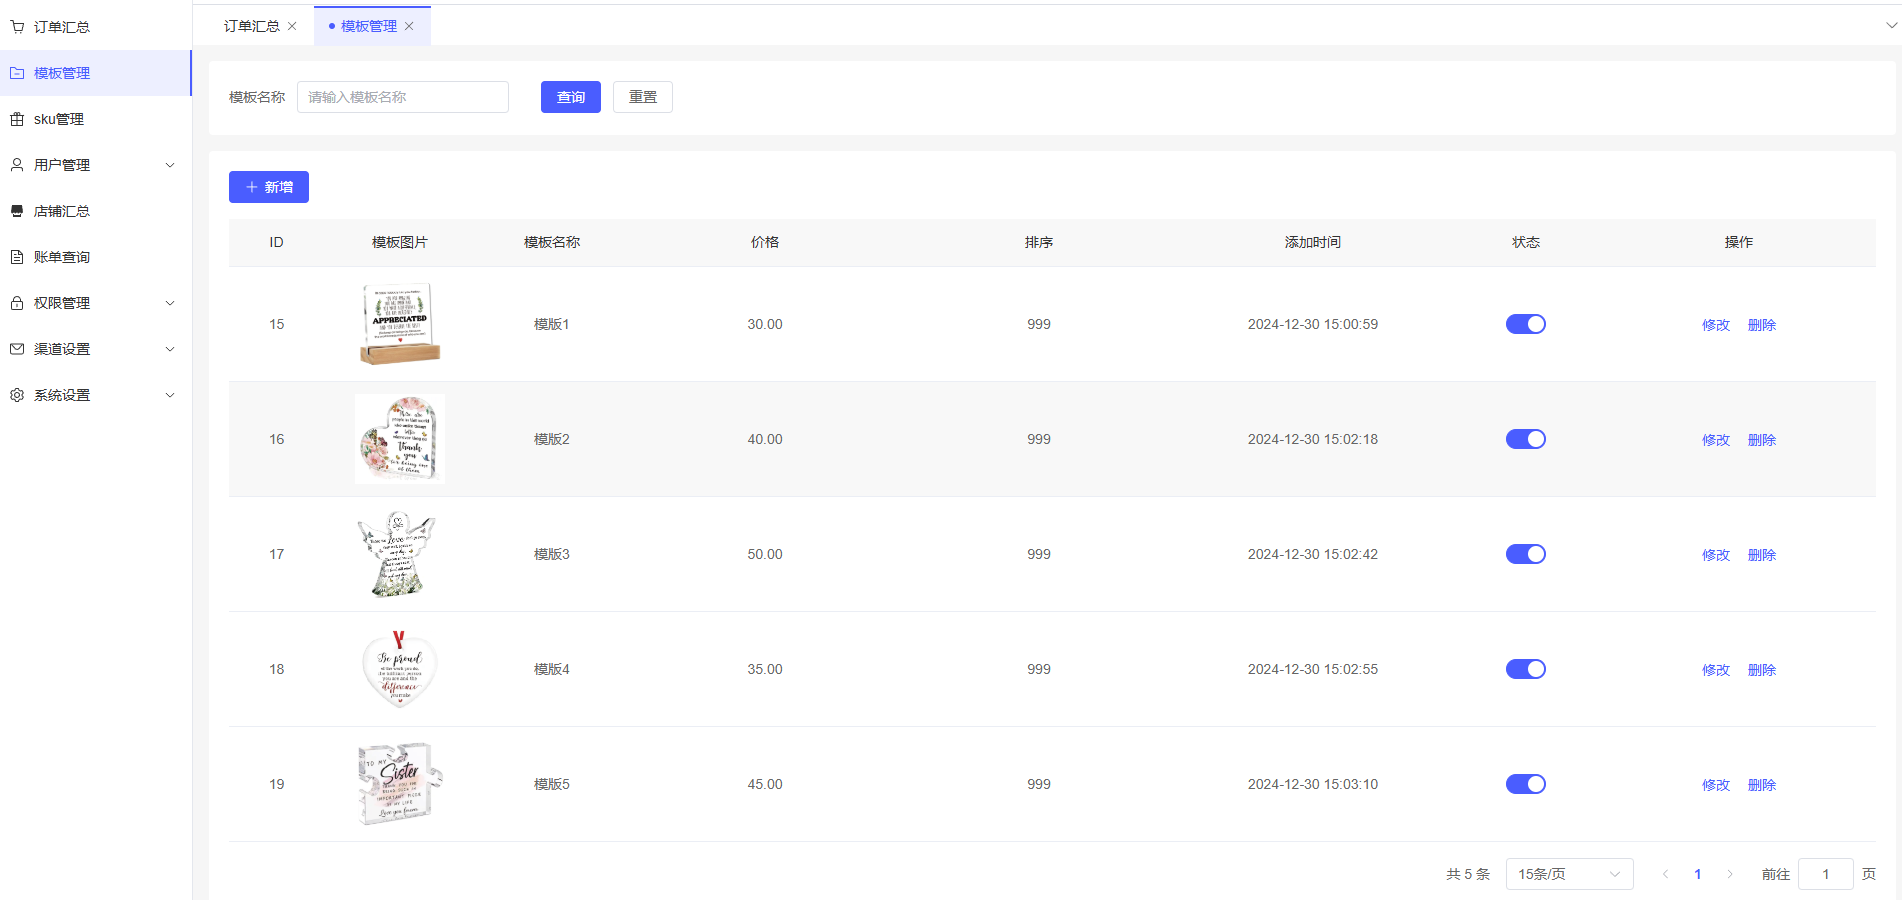 订单汇总
模板管理
sku管理
用户管理
店铺汇总
账单查询
权限管理
渠道设置
系统设置
订单汇总
模板管理
模板名称 请输入模板名称 查询 重置
新增
ID 模板图片 模板名称 价格 排序 添加时间 状态 操作
APPRECIATED
15 模版1 30.00 999 2024-12-30 15:00:59 修改 删除
thank
you
16 模版2 40.00 999 2024-12-30 15:02:18 修改 删除
Love
17 模版3 50.00 999 2024-12-30 15:02:42 修改 删除
Be proud
difference
18 模版4 35.00 999 2024-12-30 15:02:55 修改 删除
TO MY
Sister
IMPORTANT PIECE
OF MY LIFE
Love you forever
19 模版5 45.00 999 2024-12-30 15:03:10 修改 删除
共 5 条 15条/页 1 前往 1 页